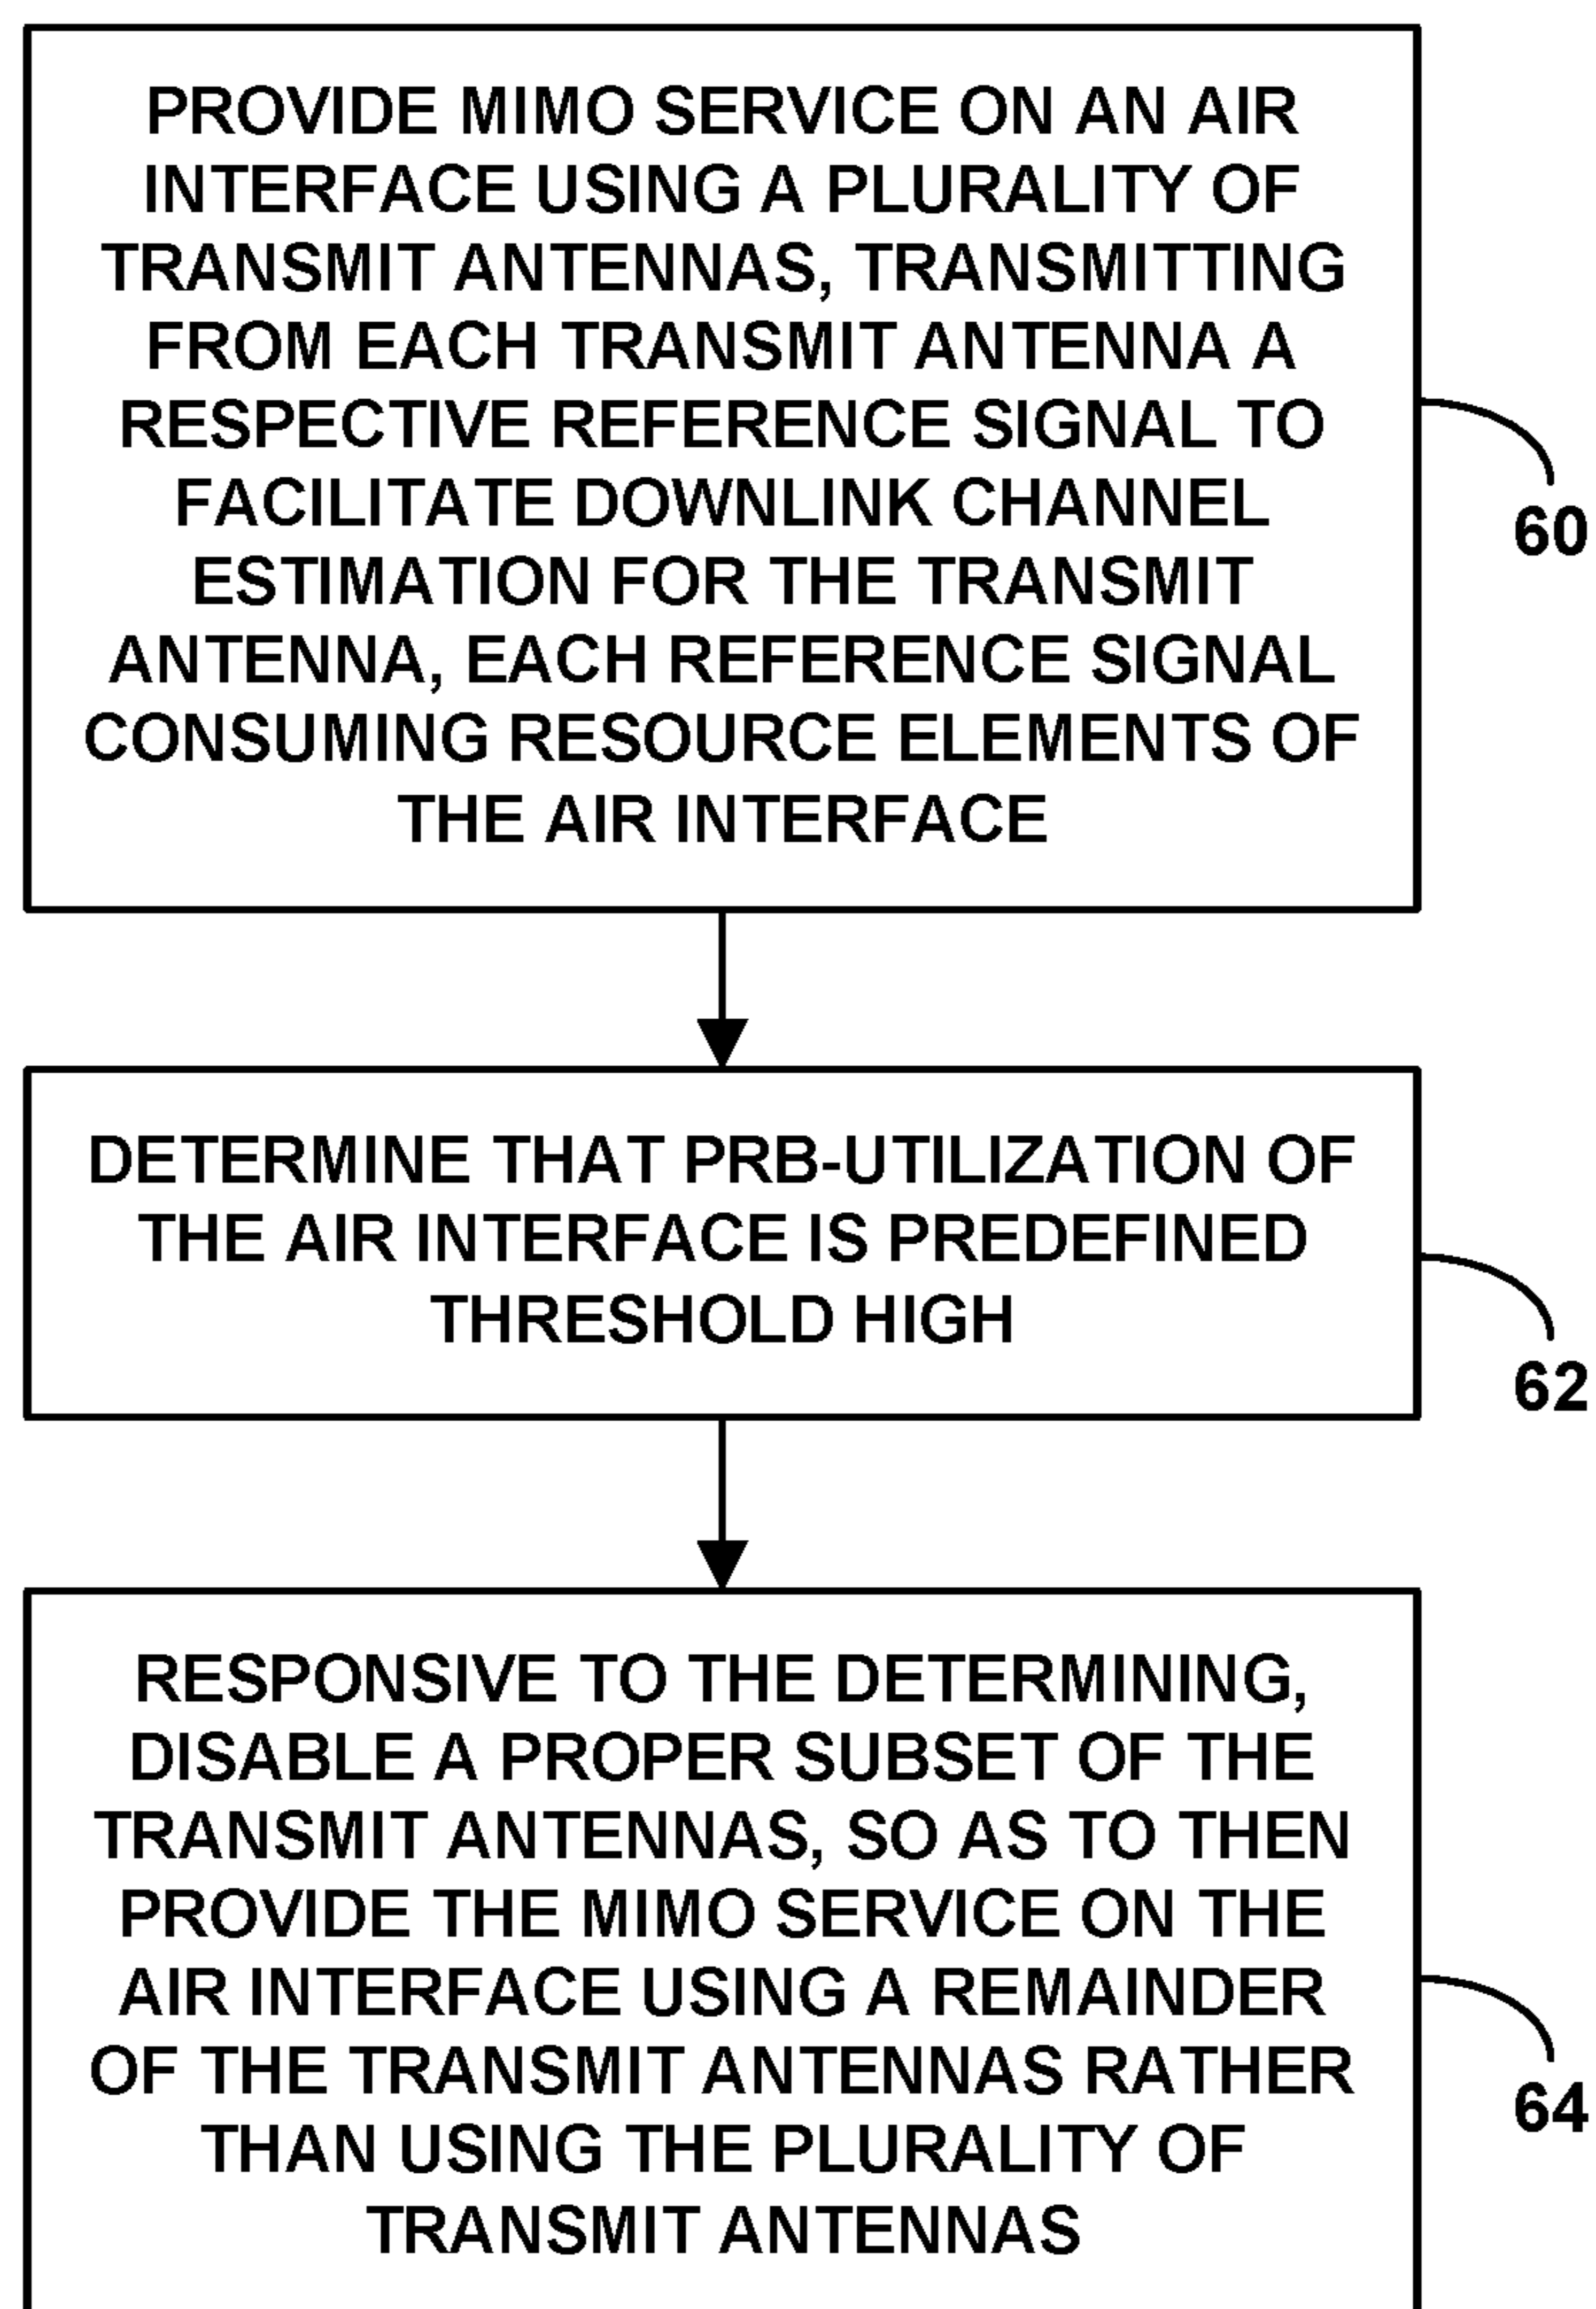 PROVIDE MIMO SERVICE ON AN AIR
INTERFACE USING A PLURALITY OF
TRANSMIT ANTENNAS, TRANSMITTING
FROM EACH TRANSMIT ANTENNA A
RESPECTIVE REFERENCE SIGNAL TO
FACILITATE DOWNLINK CHANNEL
ESTIMATION FOR THE TRANSMIT
ANTENNA, EACH REFERENCE SIGNAL
CONSUMING RESOURCE ELEMENTS OF
THE AIR INTERFACE
60
DETERMINE THAT PRB-UTILIZATION OF
THE AIR INTERFACE IS PREDEFINED
THRESHOLD HIGH
62
RESPONSIVE TO THE DETERMINING,
DISABLE A PROPER SUBSET OF THE
TRANSMIT ANTENNAS, SO AS TO THEN
PROVIDE THE MIMO SERVICE ON THE
AIR INTERFACE USING A REMAINDER
OF THE TRANSMIT ANTENNAS RATHER
THAN USING THE PLURALITY OF
TRANSMIT ANTENNAS
64